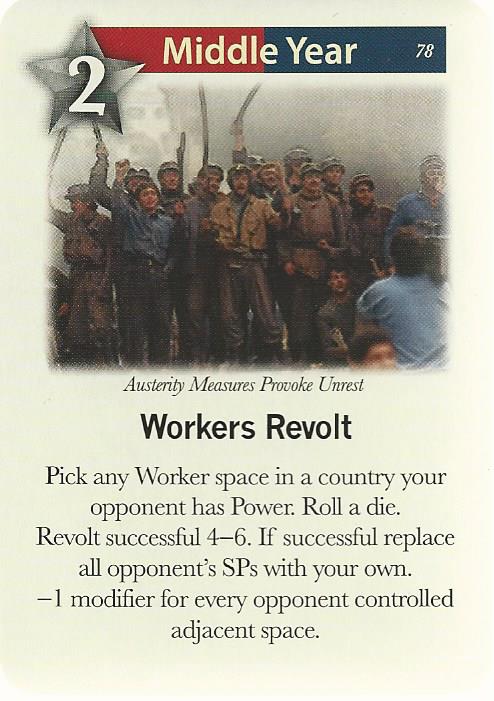 2
Middle Year
78
Austerity Measures Provoke Unrest
Workers Revolt
Pick any Worker space in a country your
opponent has Power. Roll a die.
Revolt successful 4–6. If successful replace
all opponent's SPs with your own.
−1 modifier for every opponent controlled
adjacent space.